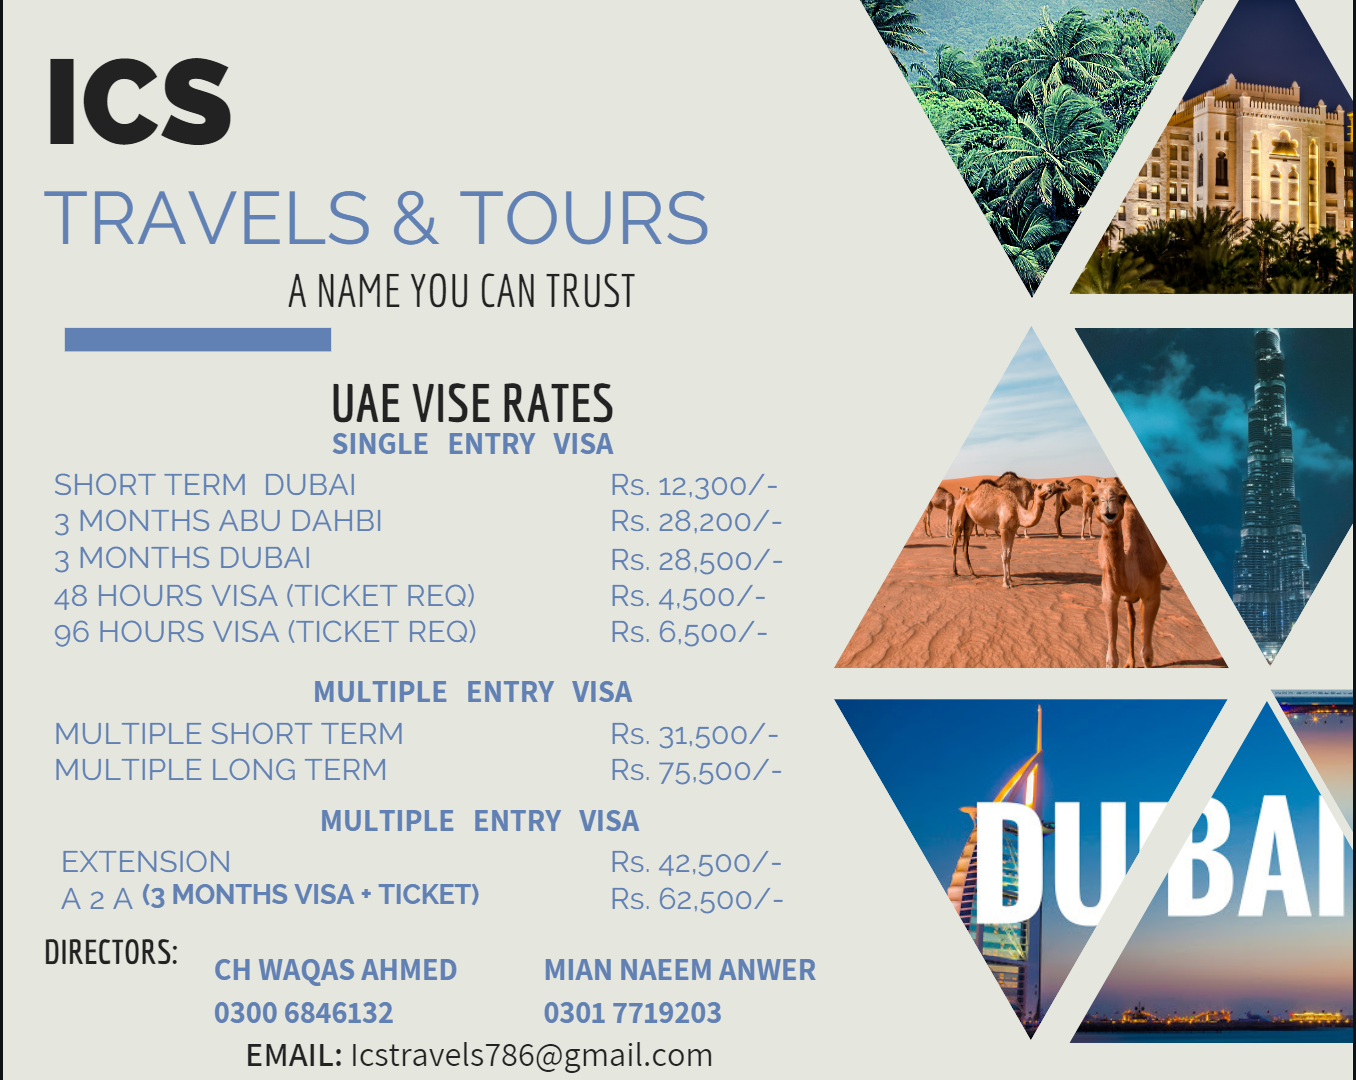 ICS
TRAVELS & TOURS
A NAME YOU CAN TRUST
UAE VISE RATES
SINGLE ENTRY VISA
SHORT TERM DUBAI Rs. 12,300/-
3 MONTHS ABU DAHBI Rs. 28,200/-
3 MONTHS DUBAI Rs. 28,500/-
48 HOURS VISA (TICKET REQ) Rs. 4,500/-
96 HOURS VISA (TICKET REQ) Rs. 6,500/-
MULTIPLE ENTRY VISA
MULTIPLE SHORT TERM Rs. 31,500/-
MULTIPLE LONG TERM Rs. 75,500/-
MULTIPLE ENTRY VISA
EXTENSION Rs. 42,500/-
A 2 A (3 MONTHS VISA + TICKET) Rs. 62,500/-
DUBAI
DIRECTORS:
CH WAQAS AHMED MIAN NAEEM ANWER
0300 6846132 0301 7719203
EMAIL: Icstravels786@gmail.com